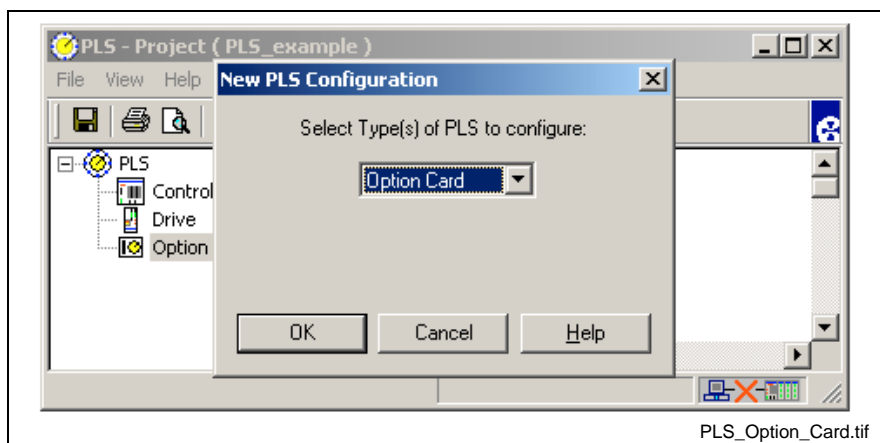 PLS - Project ( PLS_example )
File View Help
New PLS Configuration
Select Type(s) of PLS to configure:
Option Card
PLS
Control
Drive
Option
OK Cancel Help
PLS_Option_Card.tif